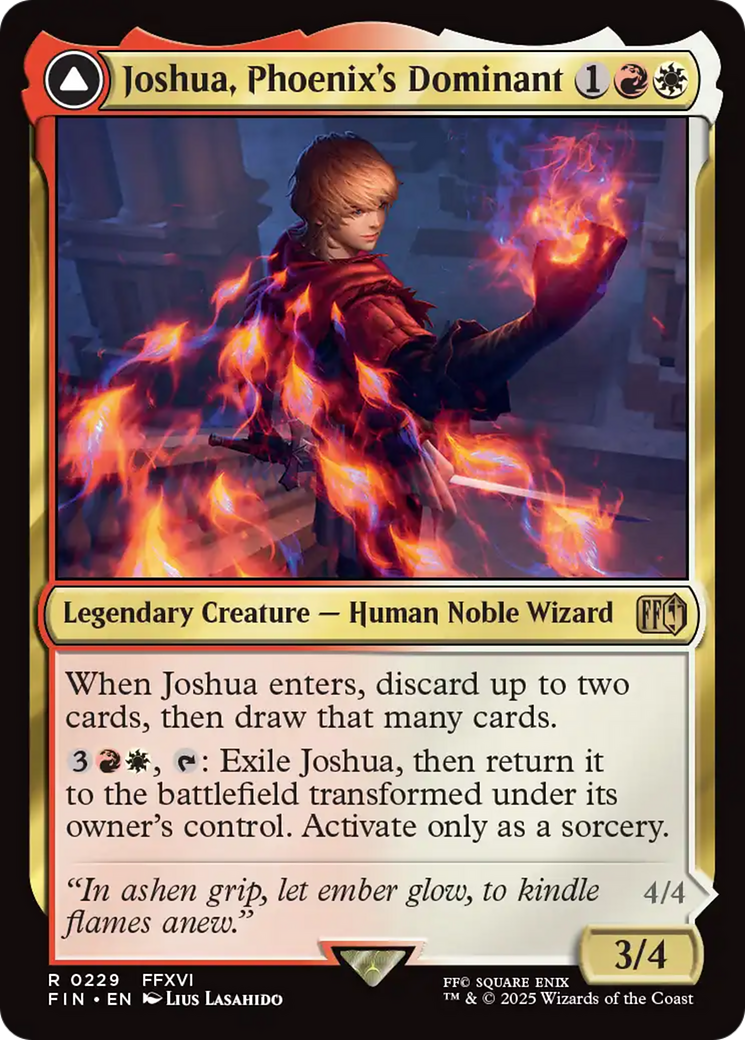 Joshua, Phoenix's Dominant 1
Legendary Creature — Human Noble Wizard FF
When Joshua enters, discard up to two
cards, then draw that many cards.
3, : Exile Joshua, then return it
to the battlefield transformed under its
owner's control. Activate only as a sorcery.
“In ashen grip, let ember glow, to kindle
flames anew.”
4/4
3/4
R 0229 FFXVI
FIN • EN Lius Lasahido
FF© SQUARE ENIX
™ & © 2025 Wizards of the Coast